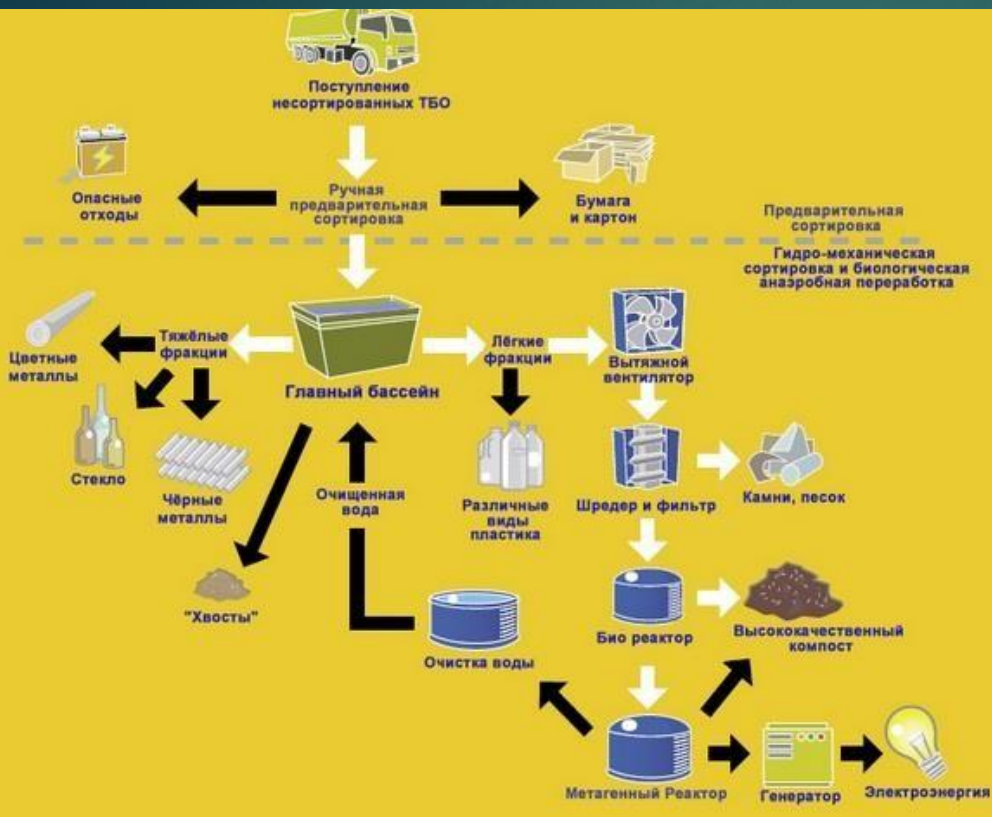 Поступление
несортированных ТБО
Опасные
отходы
Ручная
предварительная
сортировка
Бумага
и картон
Предварительная
сортировка
Гидро-механическая
сортировка и биологическая
анаэробная переработка
Цветные
металлы
Тяжёлые
фракции
Главный бассейн
Лёгкие
фракции
Вытяжной
вентилятор
Стекло
Чёрные
металлы
Очищенная
вода
Различные
виды
пластика
Шредер и фильтр
Камни, песок
"Хвосты"
Очистка воды
Био реактор
Высококачественный
компост
Метагенный Реактор
Генератор
Электроэнергия